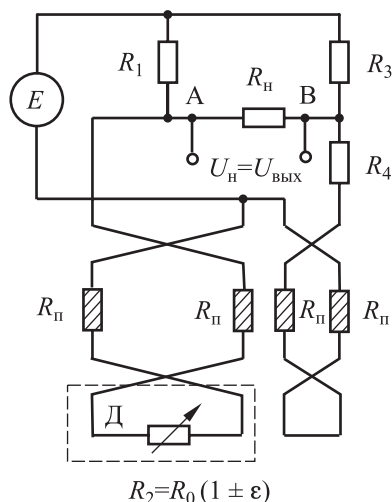 R₁
R₃
A
Rн
B
E
Uн=Uвых
R₄
Rп
Rп
Rп
Rп
Д
R₂=R₀ (1 ± ε)